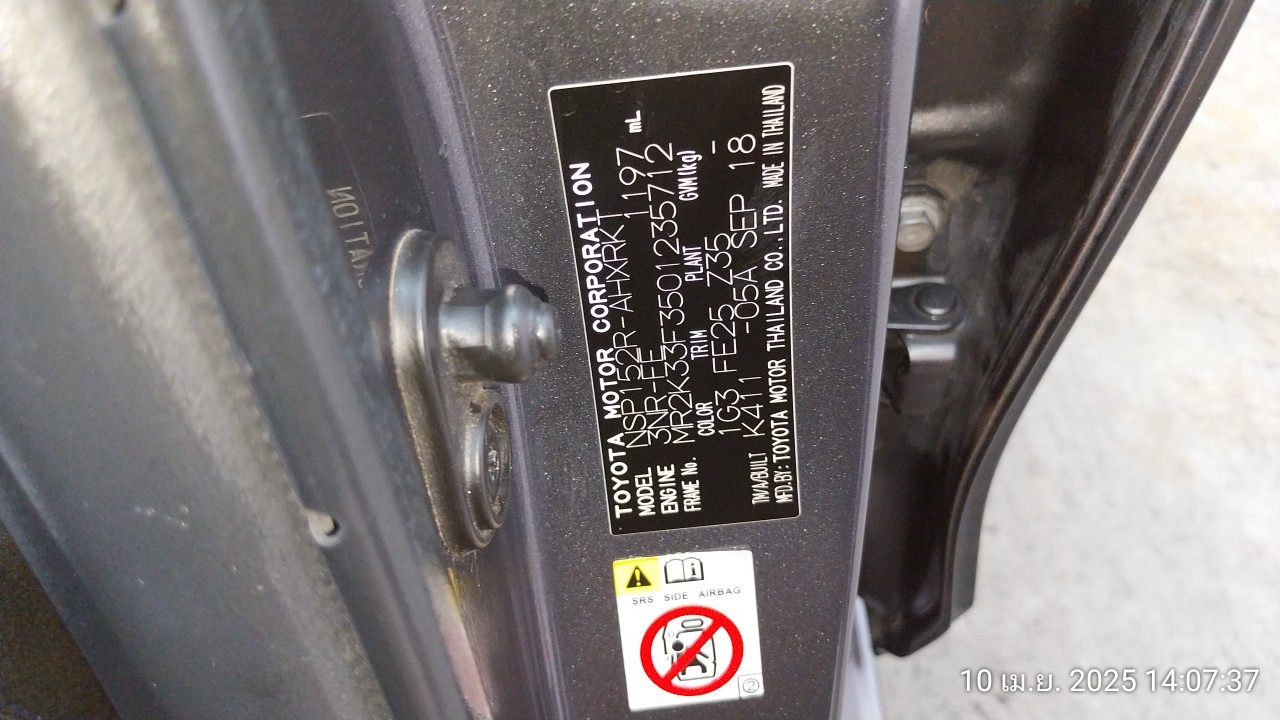 TOYOTA MOTOR CORPORATION
MODEL NSP152R-AHXRKT
ENGINE 3NR-FE 1197 mL
FRAME No. MR2K33F3501235712
COLOR TRIM PLANT GVM(kg)
1G3 FE25 Z35 -
T/A/BUILT K411 -05A SEP 18
MFD.BY: TOYOTA MOTOR THAILAND CO.,LTD. MADE IN THAILAND
SRS SIDE AIRBAG
2
10 เม.ย. 2025 14:07:37